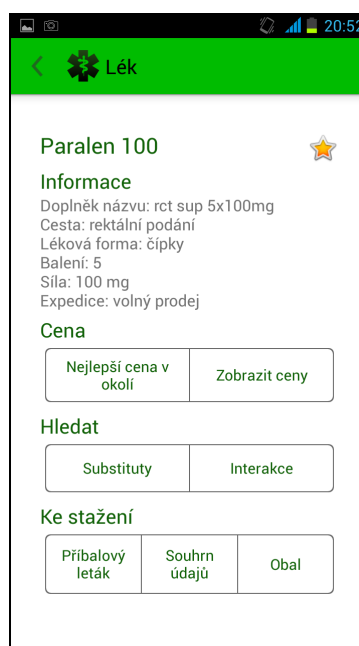 20:52
Lék
Paralen 100
Informace
Doplněk názvu: rct sup 5x100mg
Cesta: rektální podání
Léková forma: čípky
Balení: 5
Síla: 100 mg
Expedice: volný prodej
Cena
Nejlepší cena v
okolí
Zobrazit ceny
Hledat
Substituty
Interakce
Ke stažení
Příbalový
leták
Souhrn
údajů
Obal